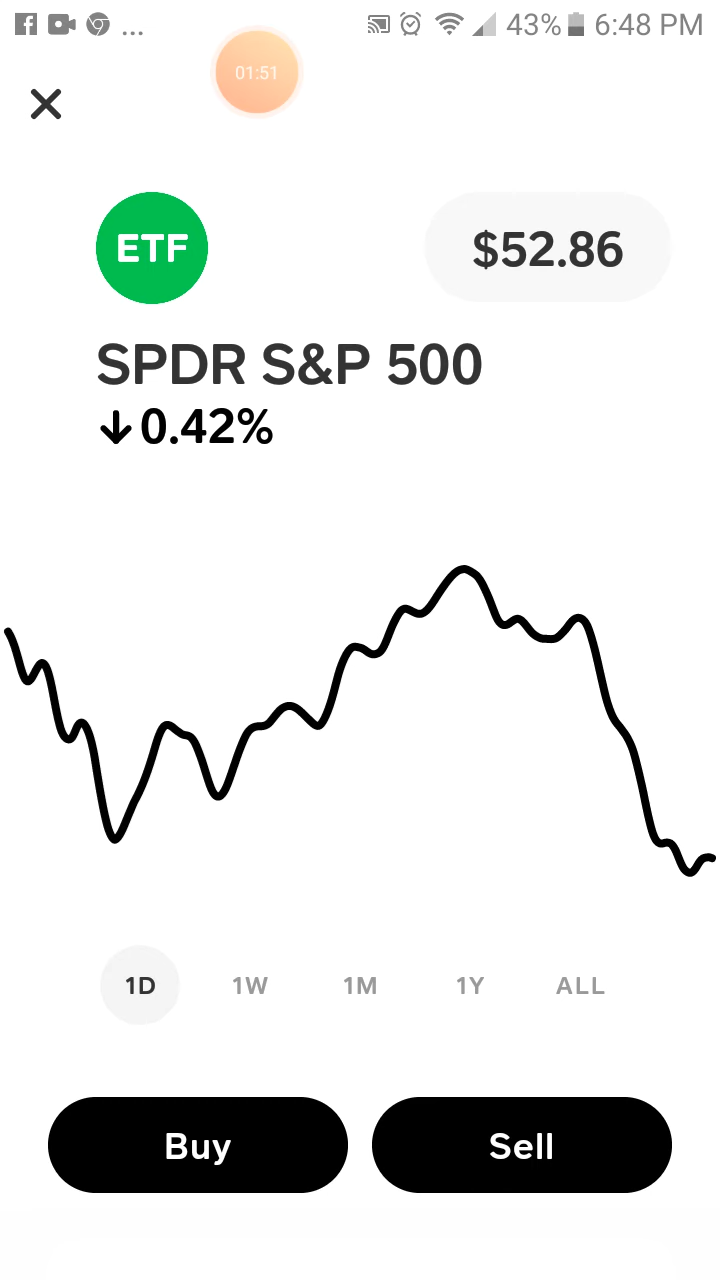 ... 43% 6:48 PM
01:51
ETF $52.86
SPDR S&P 500
↓0.42%
1D 1W 1M 1Y ALL
Buy Sell